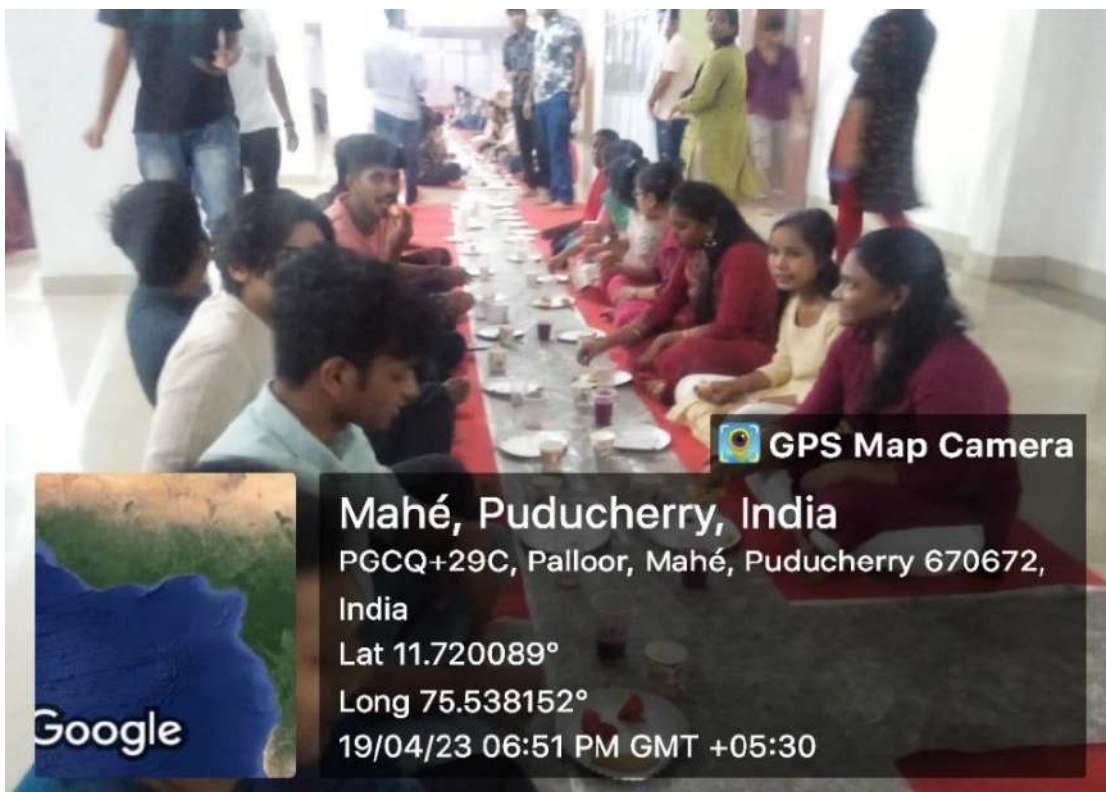 GPS Map Camera
Mahé, Puducherry, India
PGCQ+29C, Palloor, Mahé, Puducherry 670672,
India
Lat 11.720089°
Long 75.538152°
19/04/23 06:51 PM GMT +05:30
Google